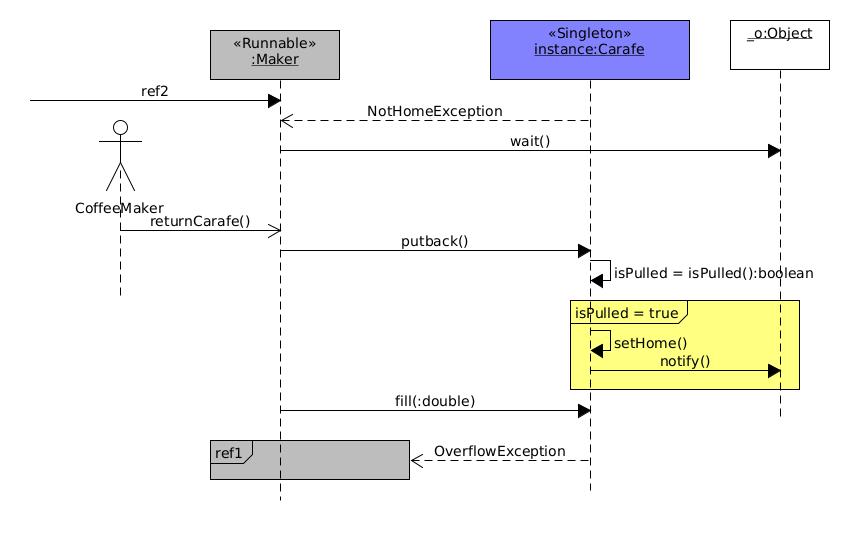 «Runnable»
:Maker
«Singleton»
instance:Carafe
_o:Object
ref2
NotHomeException
wait()
CoffeeMaker
returnCarafe()
putback()
isPulled = isPulled():boolean
isPulled = true
setHome()
notify()
fill(:double)
ref1
OverflowException